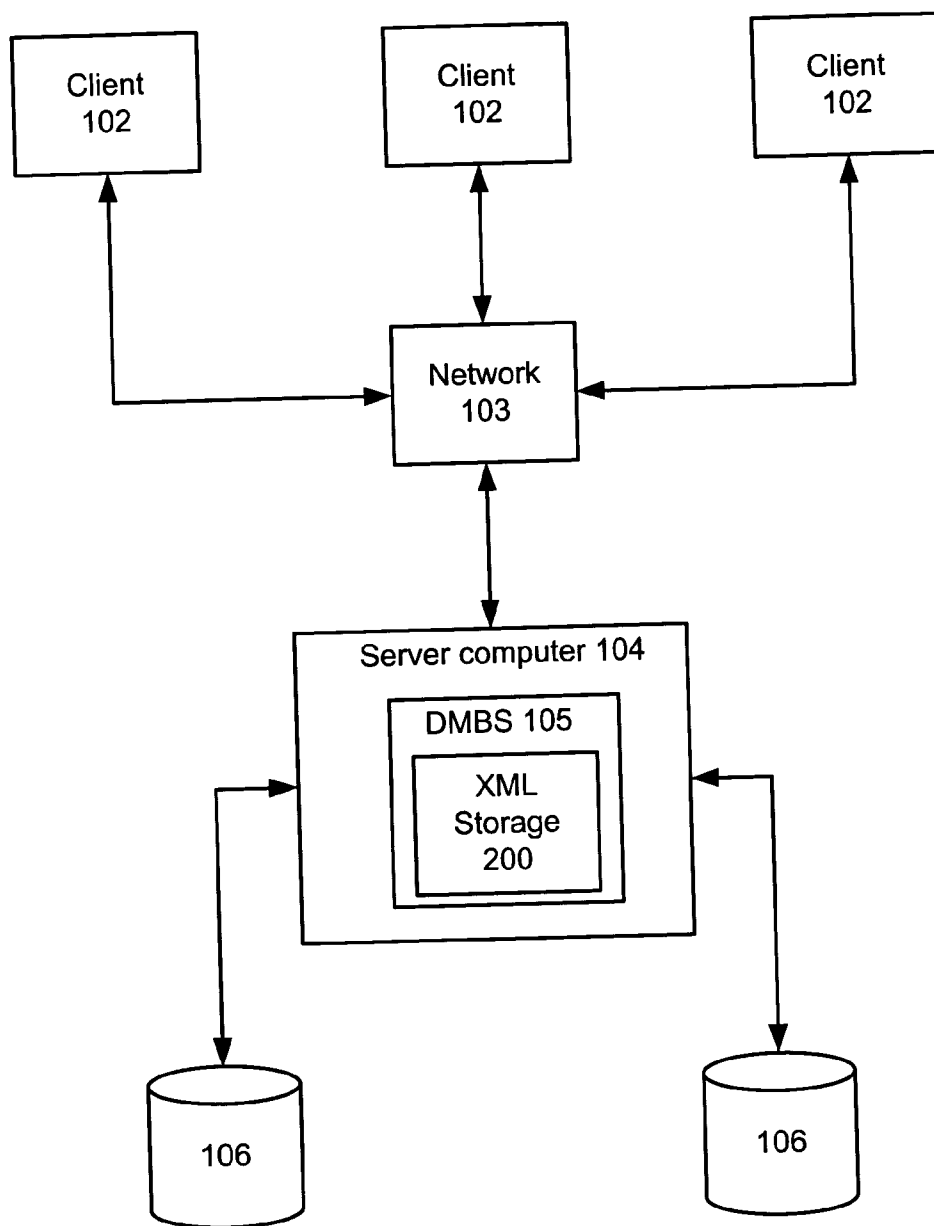 Client
102
Client
102
Client
102
Network
103
Server computer 104
DMBS 105
XML
Storage
200
106
106